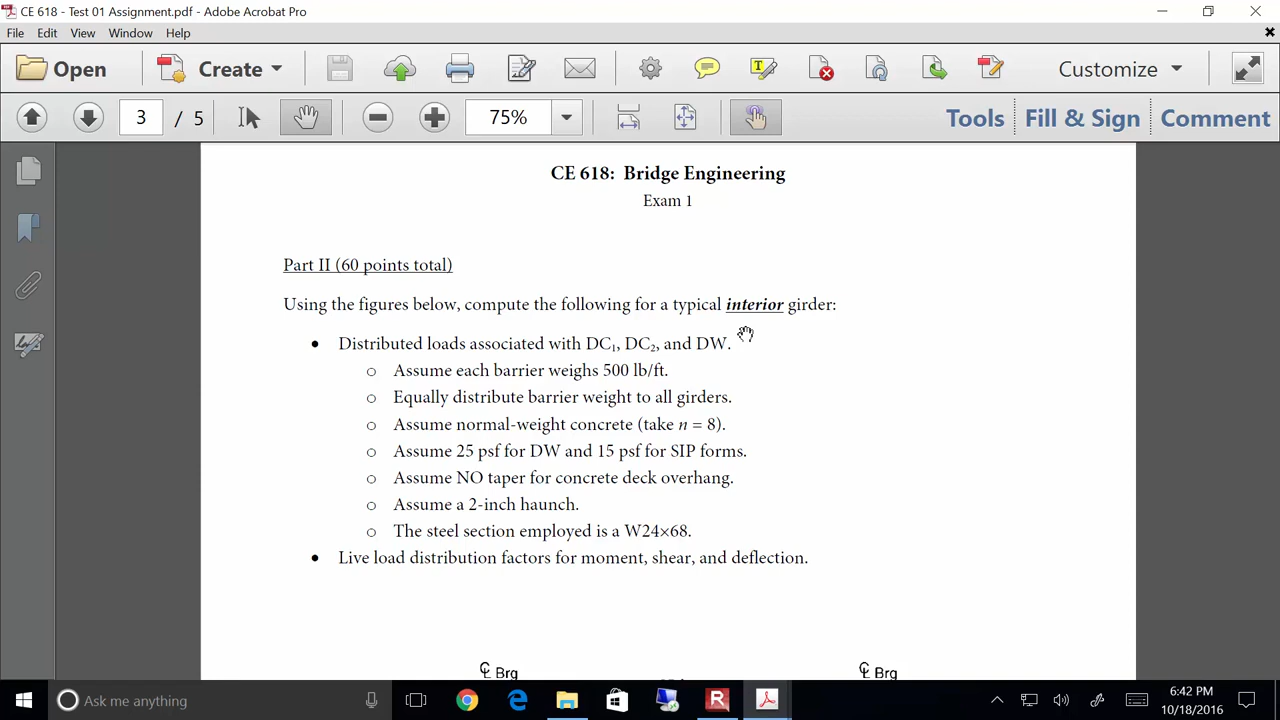 CE 618 - Test 01 Assignment.pdf - Adobe Acrobat Pro
File Edit View Window Help
Open Create Customize
3 / 5 75% Tools Fill & Sign Comment
CE 618: Bridge Engineering
Exam 1
Part II (60 points total)
Using the figures below, compute the following for a typical interior girder:
• Distributed loads associated with DC₁, DC₂, and DW.
o Assume each barrier weighs 500 lb/ft.
o Equally distribute barrier weight to all girders.
o Assume normal-weight concrete (take n = 8).
o Assume 25 psf for DW and 15 psf for SIP forms.
o Assume NO taper for concrete deck overhang.
o Assume a 2-inch haunch.
o The steel section employed is a W24×68.
• Live load distribution factors for moment, shear, and deflection.
℄ Brg ℄ Brg
Ask me anything
6:42 PM
10/18/2016